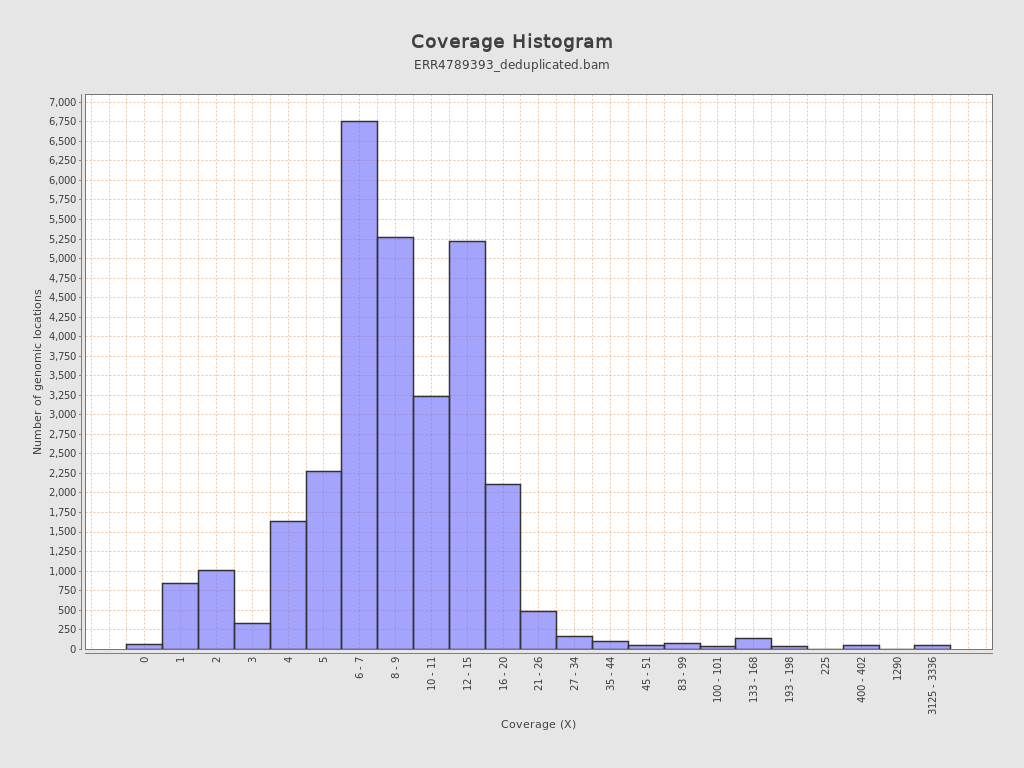 Coverage Histogram
ERR4789393_deduplicated.bam
Number of genomic locations
7,000
6,750
6,500
6,250
6,000
5,750
5,500
5,250
5,000
4,750
4,500
4,250
4,000
3,750
3,500
3,250
3,000
2,750
2,500
2,250
2,000
1,750
1,500
1,250
1,000
750
500
250
0
0
1
2
3
4
5
6 - 7
8 - 9
10 - 11
12 - 15
16 - 20
21 - 26
27 - 34
35 - 44
45 - 51
83 - 99
100 - 101
133 - 168
193 - 198
225
400 - 402
1290
3125 - 3336
Coverage (X)